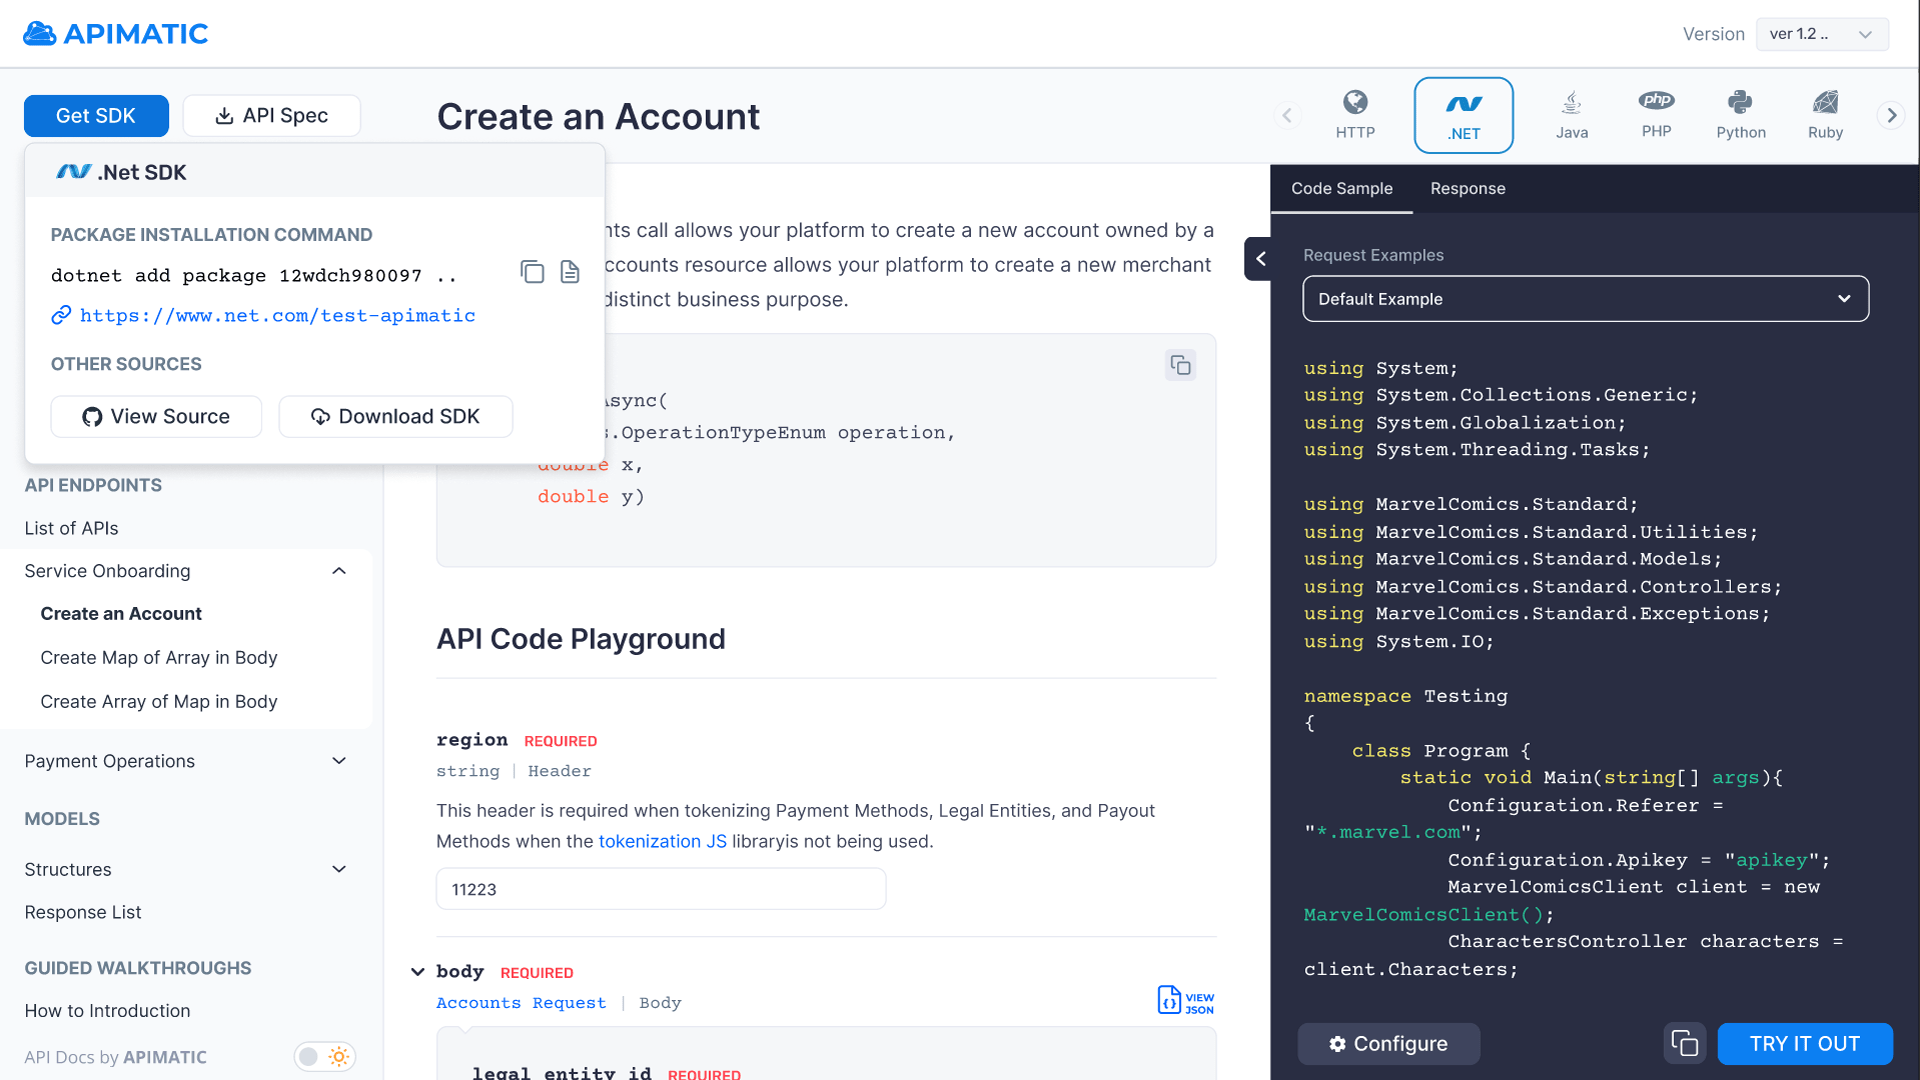 APIMATIC
Version
ver 1.2 ..
Get SDK
API Spec
Create an Account
HTTP
.NET
Java
php
PHP
Python
Ruby
.Net SDK
PACKAGE INSTALLATION COMMAND
dotnet add package 12wdch980097 ..
https://www.net.com/test-apimatic
OTHER SOURCES
View Source
Download SDK
API ENDPOINTS
List of APIs
Service Onboarding
Create an Account
Create Map of Array in Body
Create Array of Map in Body
Payment Operations
MODELS
Structures
Response List
GUIDED WALKTHROUGHS
How to Introduction
API Docs by APIMATIC
call allows your platform to create a new account owned by a
resource allows your platform to create a new merchant
distinct business purpose.
.OperationTypeEnum operation,
double x,
double y)
API Code Playground
region REQUIRED
string | Header
This header is required when tokenizing Payment Methods, Legal Entities, and Payout
Methods when the tokenization JS libraryis not being used.
11223
body REQUIRED
Accounts Request | Body
VIEW
JSON
legal_entity_id REQUIRED
Code Sample
Response
Request Examples
Default Example
using System;
using System.Collections.Generic;
using System.Globalization;
using System.Threading.Tasks;
using MarvelComics.Standard;
using MarvelComics.Standard.Utilities;
using MarvelComics.Standard.Models;
using MarvelComics.Standard.Controllers;
using MarvelComics.Standard.Exceptions;
using System.IO;
namespace Testing
{
class Program {
static void Main(string[] args){
Configuration.Referer =
"*.marvel.com";
Configuration.Apikey = "apikey";
MarvelComicsClient client = new
MarvelComicsClient();
CharactersController characters =
client.Characters;
Configure
TRY IT OUT